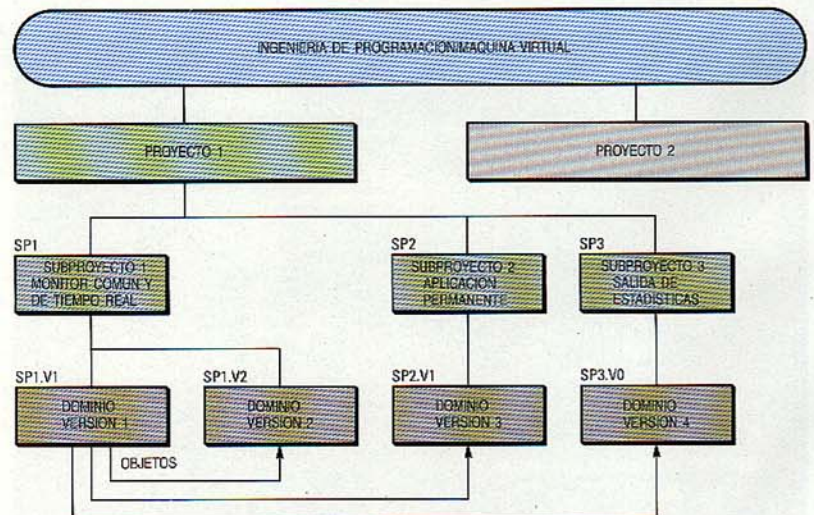 INGENIERIA DE PROGRAMACION/MAQUINA VIRTUAL
PROYECTO 1
PROYECTO 2
SP1
SUBPROYECTO 1
MONITOR COMUN Y
DE TIEMPO REAL
SP2
SUBPROYECTO 2
APLICACION
PERMANENTE
SP3
SUBPROYECTO 3
SALIDA DE
ESTADISTICAS
SP1.V1
DOMINIO
VERSION 1
SP1.V2
DOMINIO
VERSION 2
SP2.V1
DOMINIO
VERSION 3
SP3.V0
DOMINIO
VERSION 4
OBJETOS